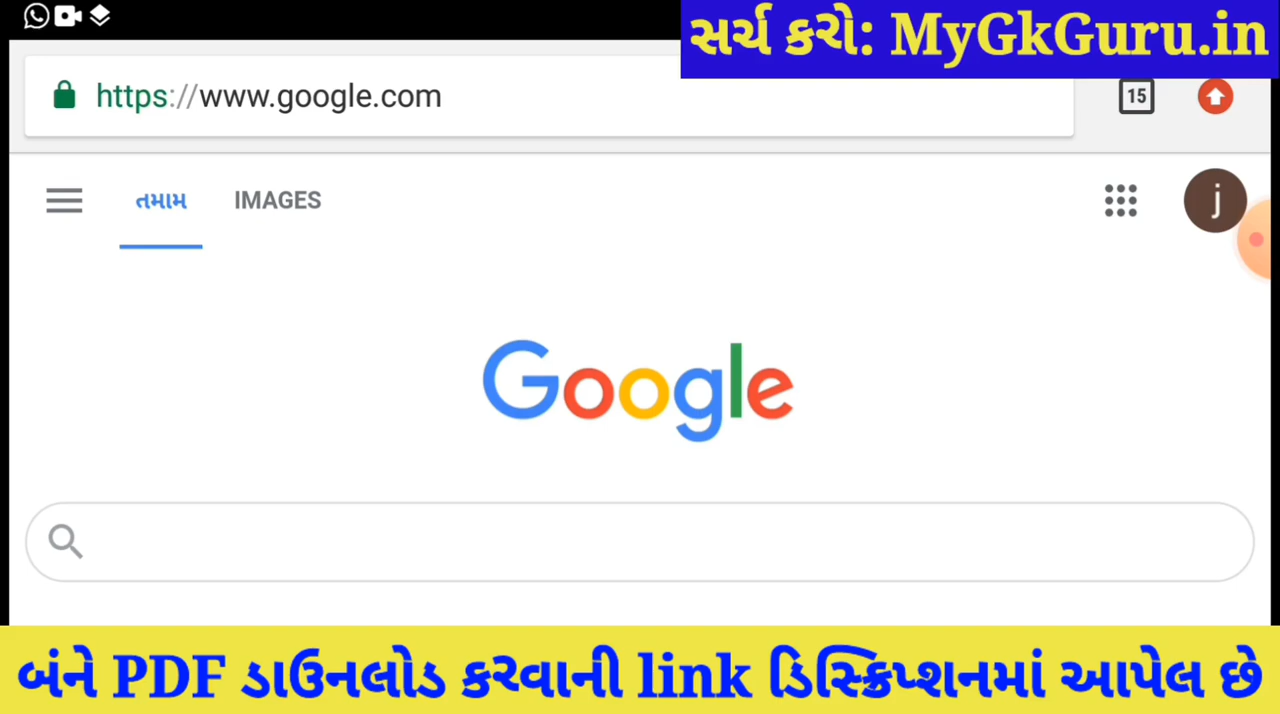 સર્ચ કરો: MyGkGuru.in
https://www.google.com
15
તમામ IMAGES
j
Google
બંને PDF ડાઉનલોડ કરવાની link ડિસ્ક્રિપ્શનમાં આપેલ છે